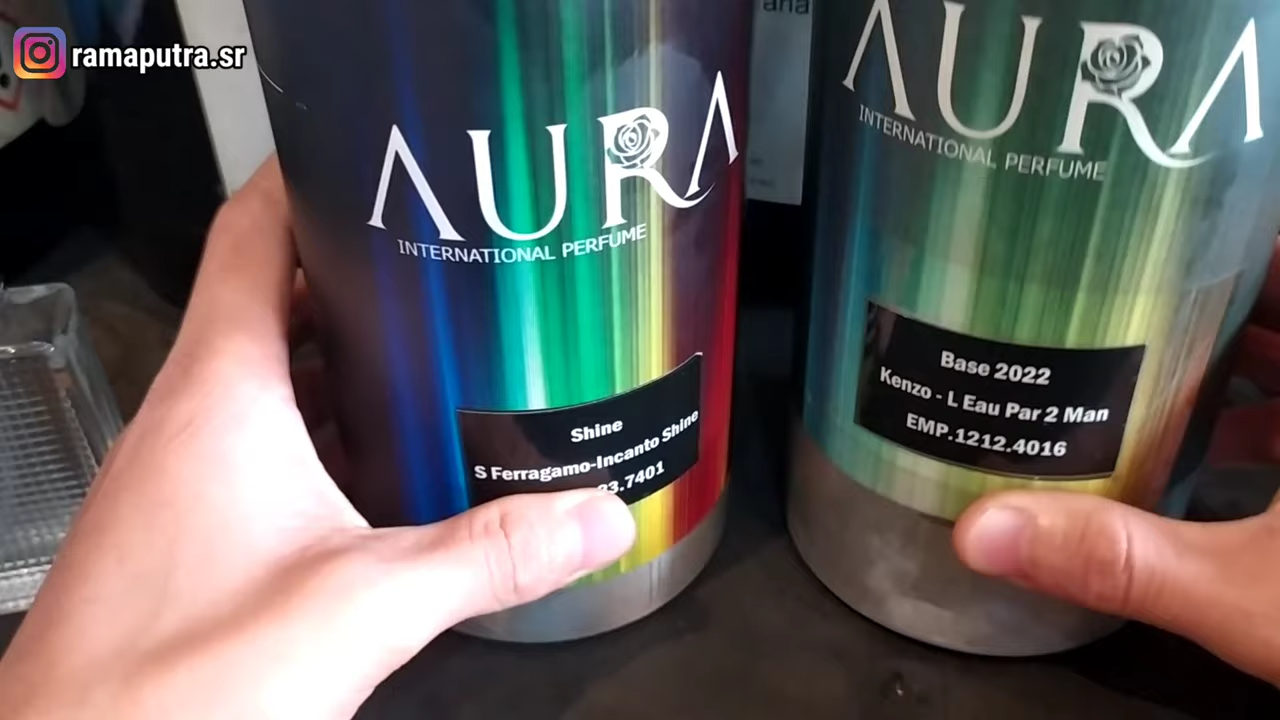 ramaputra.sr
ana
AURA
INTERNATIONAL PERFUME
Shine
S Ferragamo-Incanto Shine
23.7401
AURA
INTERNATIONAL PERFUME
Base 2022
Kenzo - L Eau Par 2 Man
EMP.1212.4016